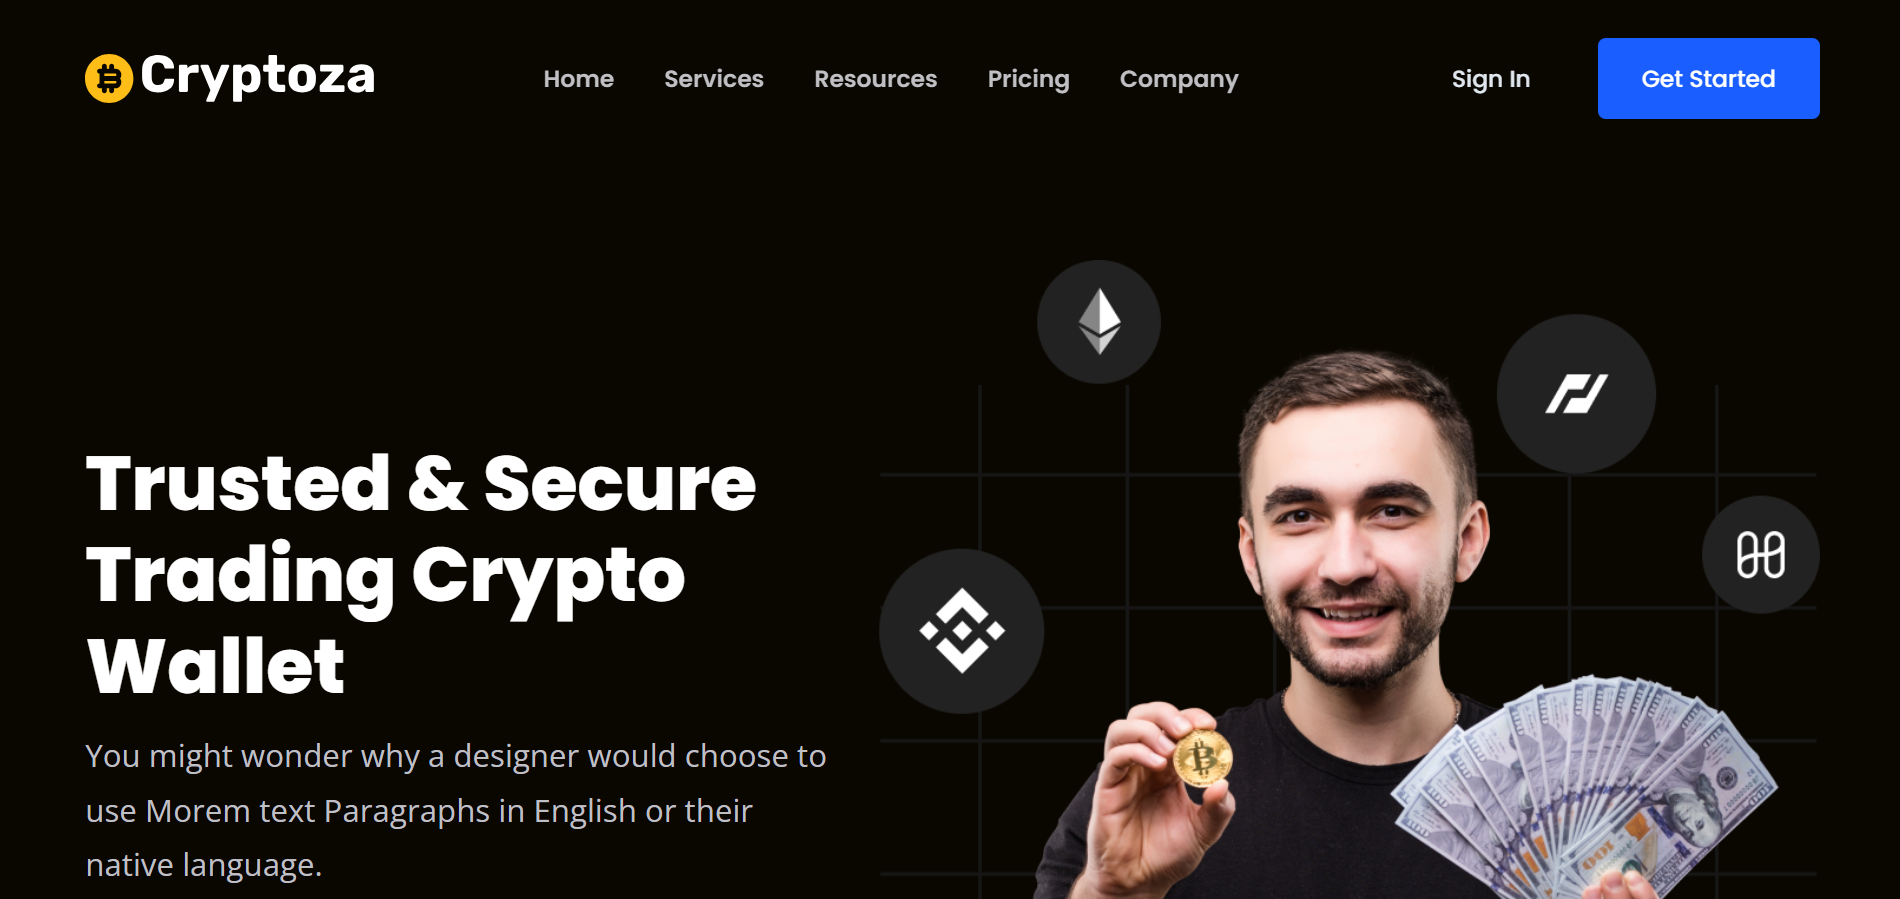 Cryptoza
Home Services Resources Pricing Company Sign In Get Started
Trusted & Secure
Trading Crypto
Wallet
You might wonder why a designer would choose to
use Morem text Paragraphs in English or their
native language.
100